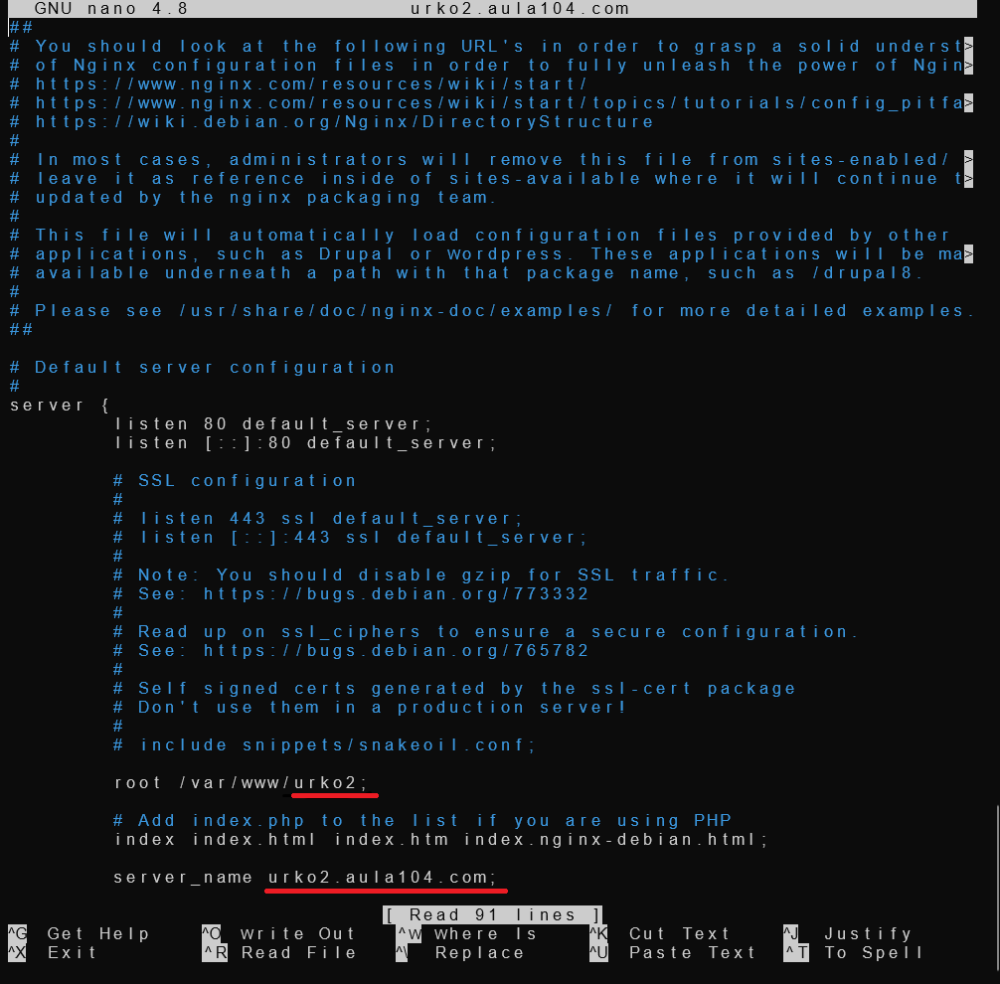 GNU nano 4.8 urko2.aula104.com
##
# You should look at the following URL's in order to grasp a solid underst>
# of Nginx configuration files in order to fully unleash the power of Ngin>
# https://www.nginx.com/resources/wiki/start/
# https://www.nginx.com/resources/wiki/start/topics/tutorials/config_pitfa>
# https://wiki.debian.org/Nginx/DirectoryStructure
#
# In most cases, administrators will remove this file from sites-enabled/ >
# leave it as reference inside of sites-available where it will continue t>
# updated by the nginx packaging team.
#
# This file will automatically load configuration files provided by other
# applications, such as Drupal or Wordpress. These applications will be ma>
# available underneath a path with that package name, such as /drupal8.
#
# Please see /usr/share/doc/nginx-doc/examples/ for more detailed examples.
##
# Default server configuration
#
server {
listen 80 default_server;
listen [::]:80 default_server;
# SSL configuration
#
# listen 443 ssl default_server;
# listen [::]:443 ssl default_server;
#
# Note: You should disable gzip for SSL traffic.
# See: https://bugs.debian.org/773332
#
# Read up on ssl_ciphers to ensure a secure configuration.
# See: https://bugs.debian.org/765782
#
# Self signed certs generated by the ssl-cert package
# Don't use them in a production server!
#
# include snippets/snakeoil.conf;
root /var/www/urko2;
# Add index.php to the list if you are using PHP
index index.html index.htm index.nginx-debian.html;
server_name urko2.aula104.com;
[ Read 91 lines ]
^G Get Help ^O Write Out ^W Where Is ^K Cut Text ^J Justify
^X Exit ^R Read File ^\ Replace ^U Paste Text ^T To Spell